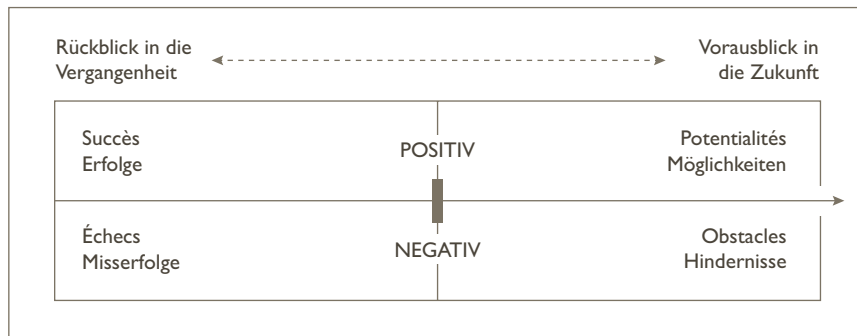 Rückblick in die
Vergangenheit
Vorausblick in
die Zukunft
Succès
Erfolge
POSITIV
Potentialités
Möglichkeiten
Échecs
Misserfolge
NEGATIV
Obstacles
Hindernisse